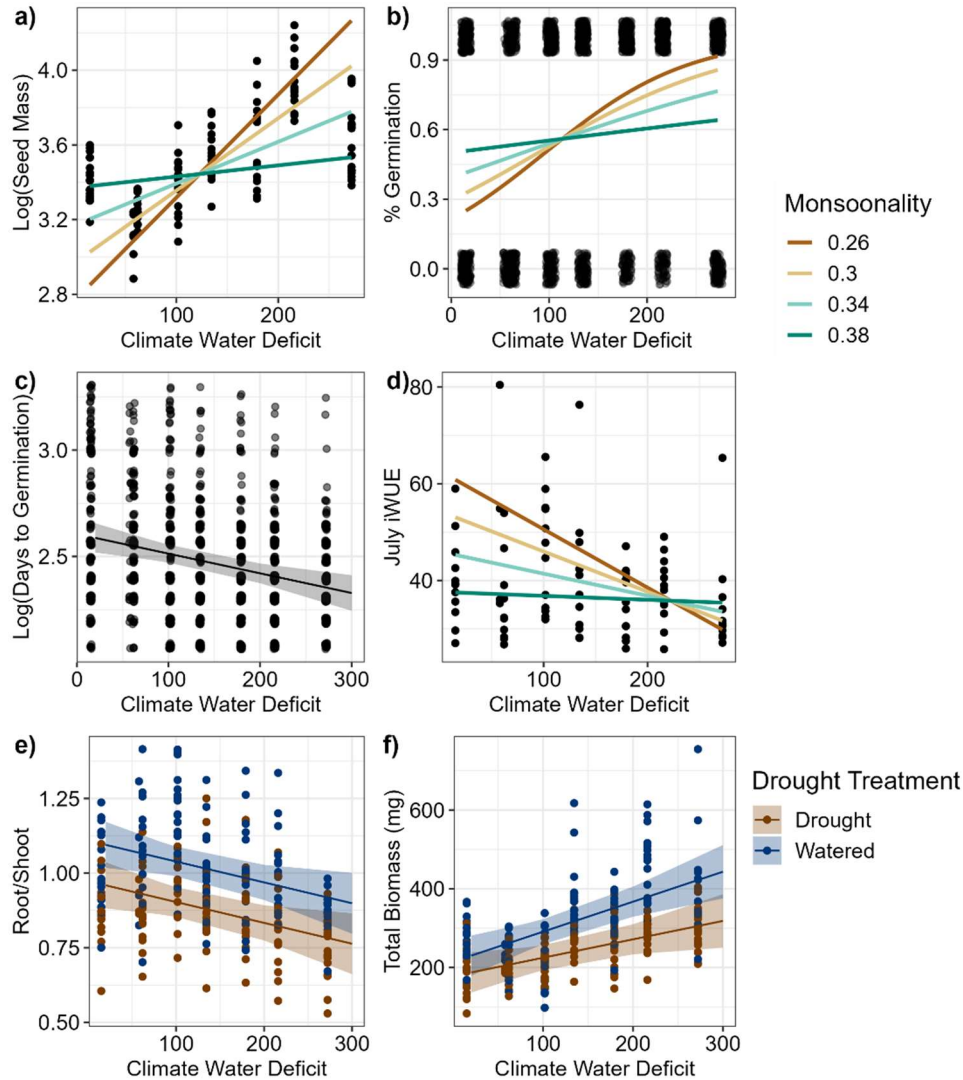 a)
Log(Seed Mass)
4.0
3.6
3.2
2.8
100
200
Climate Water Deficit
b)
% Germination
0.9
0.6
0.3
0.0
0
100
200
Climate Water Deficit
Monsoonality
0.26
0.3
0.34
0.38
c)
Log(Days to Germination)
3.0
2.5
0
100
200
300
Climate Water Deficit
d)
July iWUE
80
60
40
100
200
Climate Water Deficit
e)
Root/Shoot
1.25
1.00
0.75
0.50
100
200
300
Climate Water Deficit
f)
Total Biomass (mg)
600
400
200
100
200
300
Climate Water Deficit
Drought Treatment
Drought
Watered